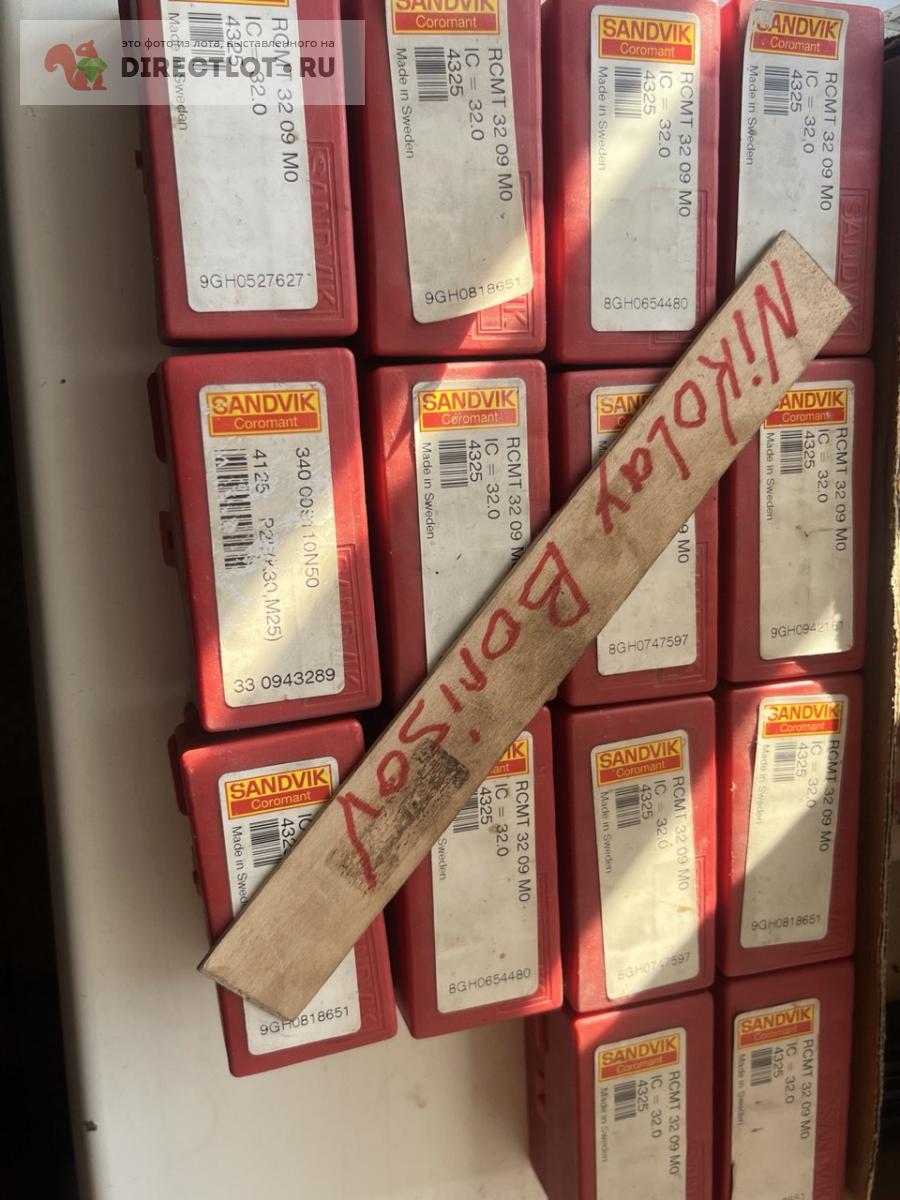 это фото из лота, выставленного на
DIRECTLOT RU
4325
IC = 32.0
RCMT 32 09 M0
9GH0527627
SANDVIK
Coromant
RCMT 32 09 M0
IC = 32.0
4325
Made in Sweden
9GH0818651
SANDVIK
Coromant
RCMT 32 09 M0
IC = 32.0
4325
Made in Sweden
8GH0654480
SANDVIK
Coromant
RCMT 32 09 M0
IC = 32,0
4325
Made in Sweden
SANDVIK
Coromant
4125
33 0943289
SANDVIK
Coromant
RCMT 32 09 M
IC = 32.0
4325
Made in Sweden
8GH0747597
Coromant
RCMT 32 09 M0
IC = 32.0
4325
Made in Sweden
Nikolay Borisov
SANDVIK
Coromant
Made in Sweden
9GH0818651
RCMT 32 09 M0
IC = 32.0
4325
Sweden
8GH0654480
SANDVIK
Coromant
RCMT 32 09 M0
IC = 32.0
4325
Made in Sweden
8GH0747597
SANDVIK
Coromant
RCMT 32 09 M0
IC = 32.0
4325
Made in Sweden
9GH0818651
SANDVIK
Coromant
RCMT 32 09 M0
IC = 32.0
4325
Made in Sweden
SANDVIK
Coromant
RCMT 32 09 M0
IC = 32.0
4325
Made in Sweden